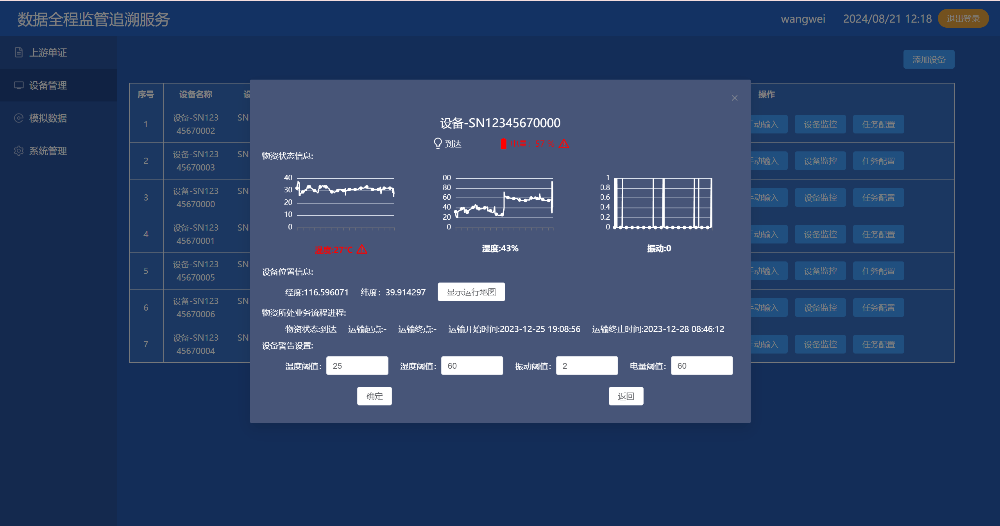 数据全程监管追溯服务
wangwei 2024/08/21 12:18 退出登录
上游单证
设备管理
模拟数据
系统管理
添加设备
序号 设备名称 设 操作
1 设备-SN123 45670002 SN 动输入 设备监控 任务配置
2 设备-SN123 45670003 SN 动输入 设备监控 任务配置
3 设备-SN123 45670000 SN 动输入 设备监控 任务配置
4 设备-SN123 45670001 SN 动输入 设备监控 任务配置
5 设备-SN123 45670005 SN 动输入 设备监控 任务配置
6 设备-SN123 45670006 SN 动输入 设备监控 任务配置
7 设备-SN123 45670004 SN 动输入 设备监控 任务配置
设备-SN12345670000
到达 电量：57 %
物资状态信息:
40
30
20
10
0
00
80
60
40
20
0
1
0.8
0.6
0.4
0.2
0
温度:27°C 湿度:43% 振动:0
设备位置信息:
经度:116.596071 纬度：39.914297 显示运行地图
物资所处业务流程进程:
物资状态:到达 运输起点:- 运输终点:- 运输开始时间:2023-12-25 19:08:56 运输终止时间:2023-12-28 08:46:12
设备警告设置:
温度阈值：25 湿度阈值：60 振动阈值：2 电量阈值：60
确定 返回